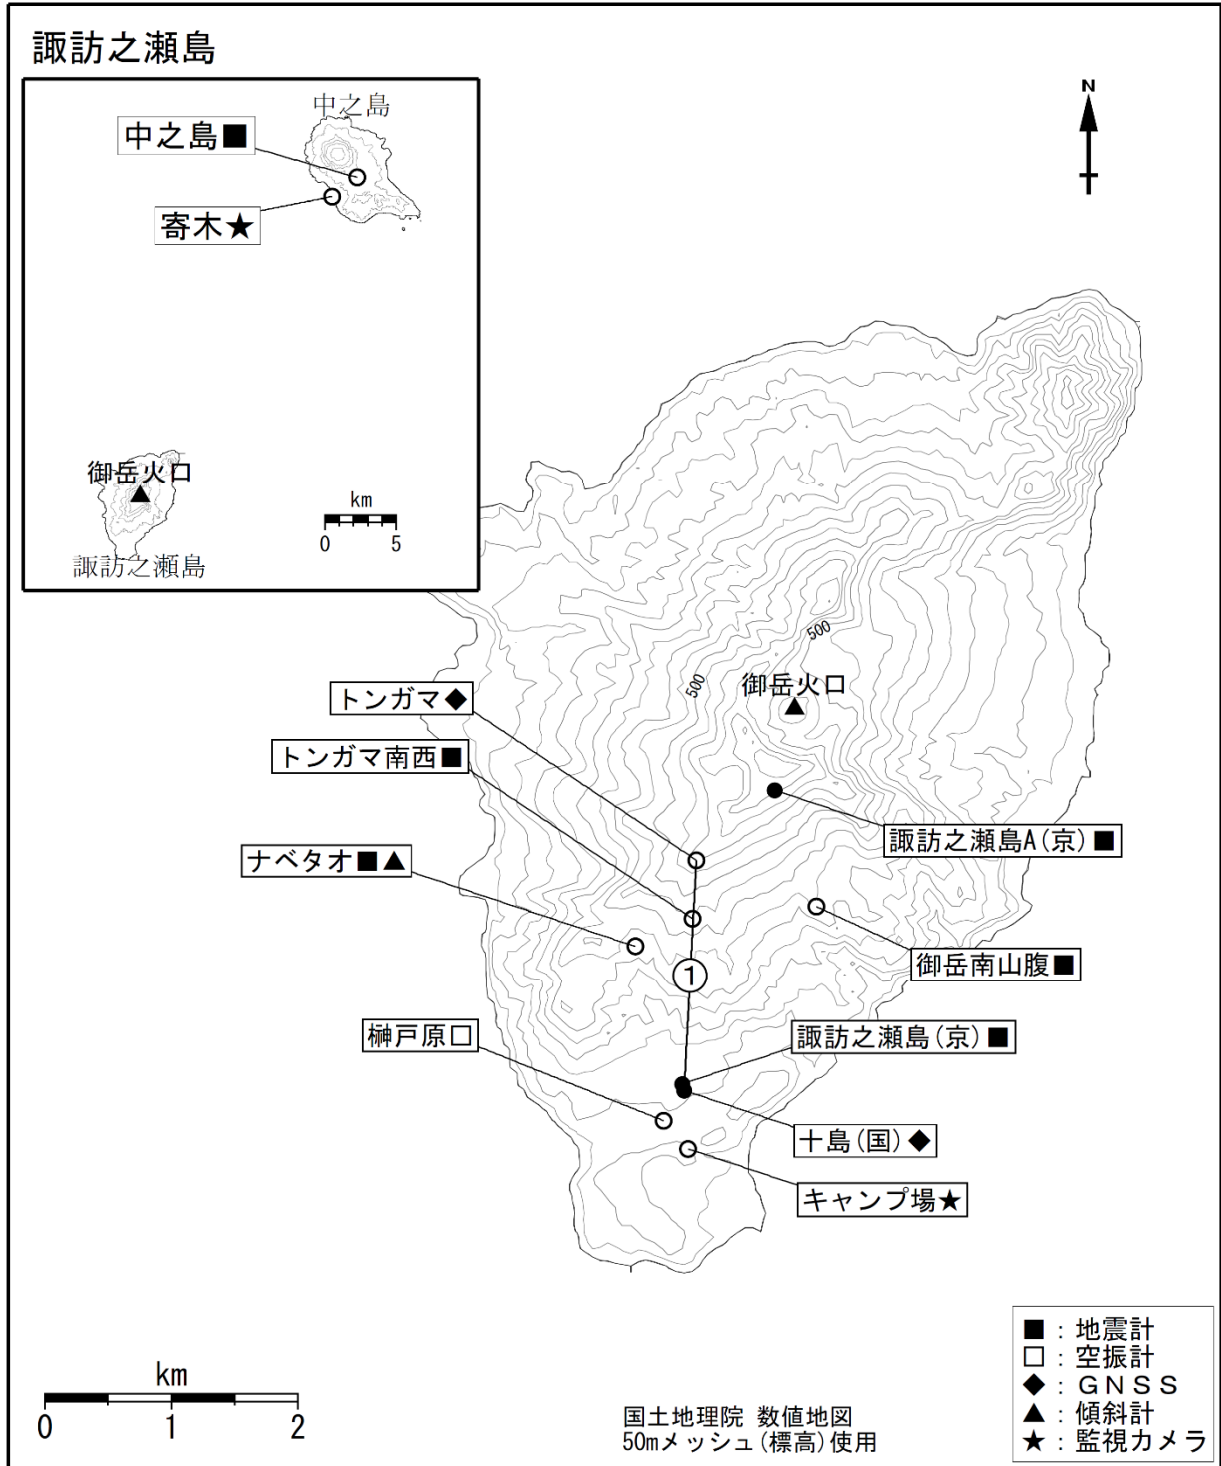 諏訪之瀬島
中之島
中之島■
寄木★
御岳火口
諏訪之瀬島
km
0 5
N
500
500
御岳火口
トンガマ◆
トンガマ南西■
ナベタオ■▲
諏訪之瀬島A(京)■
御岳南山腹■
①
榊戸原□
諏訪之瀬島(京)■
十島(国)◆
キャンプ場★
km
0 1 2
国土地理院 数値地図
50mメッシュ(標高)使用
■：地震計
□：空振計
◆：ＧＮＳＳ
▲：傾斜計
★：監視カメラ